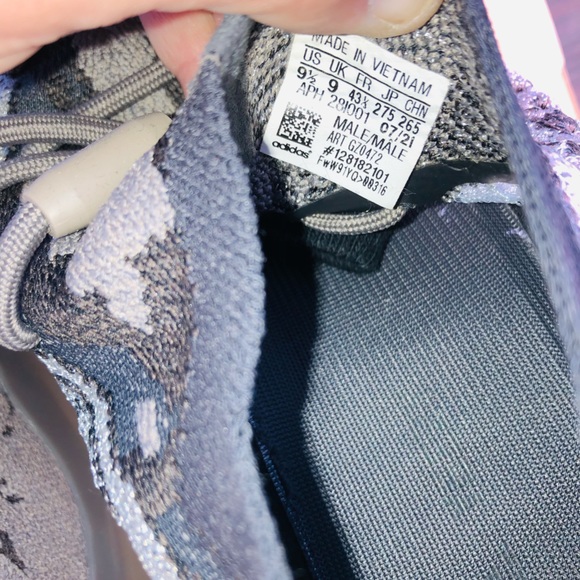 MADE IN VIETNAM
US UK FR JP CHN
9½ 9 43⅓ 275 265
APH 29I001 07/21
MALE/MÂLE
ART GZ0472
#128182101
FWW91YQ>00316
adidas